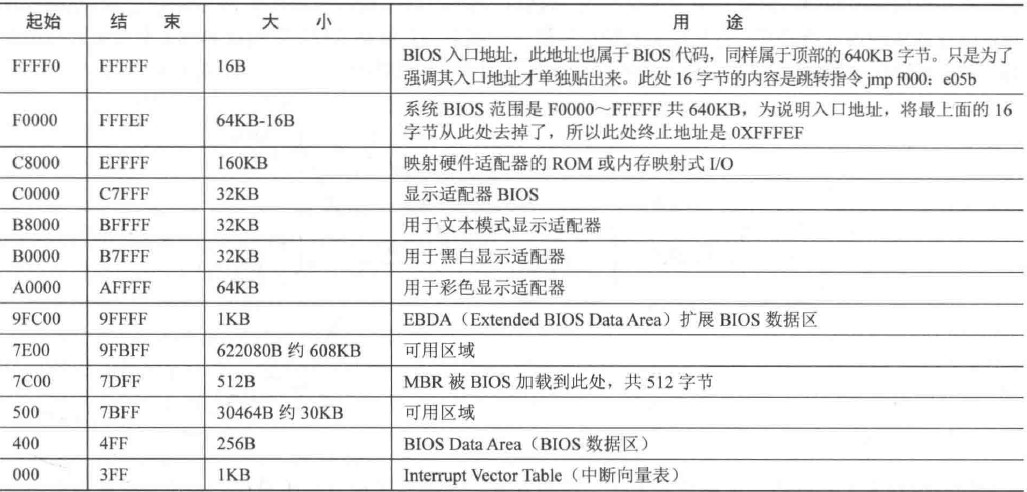 起始 结 束 大 小 用 途
FFFF0 FFFFF 16B BIOS 入口地址，此地址也属于 BIOS 代码，同样属于顶部的 640KB 字节。只是为了
强调其入口地址才单独贴出来。此处 16 字节的内容是跳转指令 jmp f000：e05b
F0000 FFFEF 64KB-16B 系统 BIOS 范围是 F0000～FFFFF 共 640KB，为说明入口地址，将最上面的 16
字节从此处去掉了，所以此处终止地址是 0XFFFEF
C8000 EFFFF 160KB 映射硬件适配器的 ROM 或内存映射式 I/O
C0000 C7FFF 32KB 显示适配器 BIOS
B8000 BFFFF 32KB 用于文本模式显示适配器
B0000 B7FFF 32KB 用于黑白显示适配器
A0000 AFFFF 64KB 用于彩色显示适配器
9FC00 9FFFF 1KB EBDA（Extended BIOS Data Area）扩展 BIOS 数据区
7E00 9FBFF 622080B 约 608KB 可用区域
7C00 7DFF 512B MBR 被 BIOS 加载到此处，共 512 字节
500 7BFF 30464B 约 30KB 可用区域
400 4FF 256B BIOS Data Area（BIOS 数据区）
000 3FF 1KB Interrupt Vector Table（中断向量表）